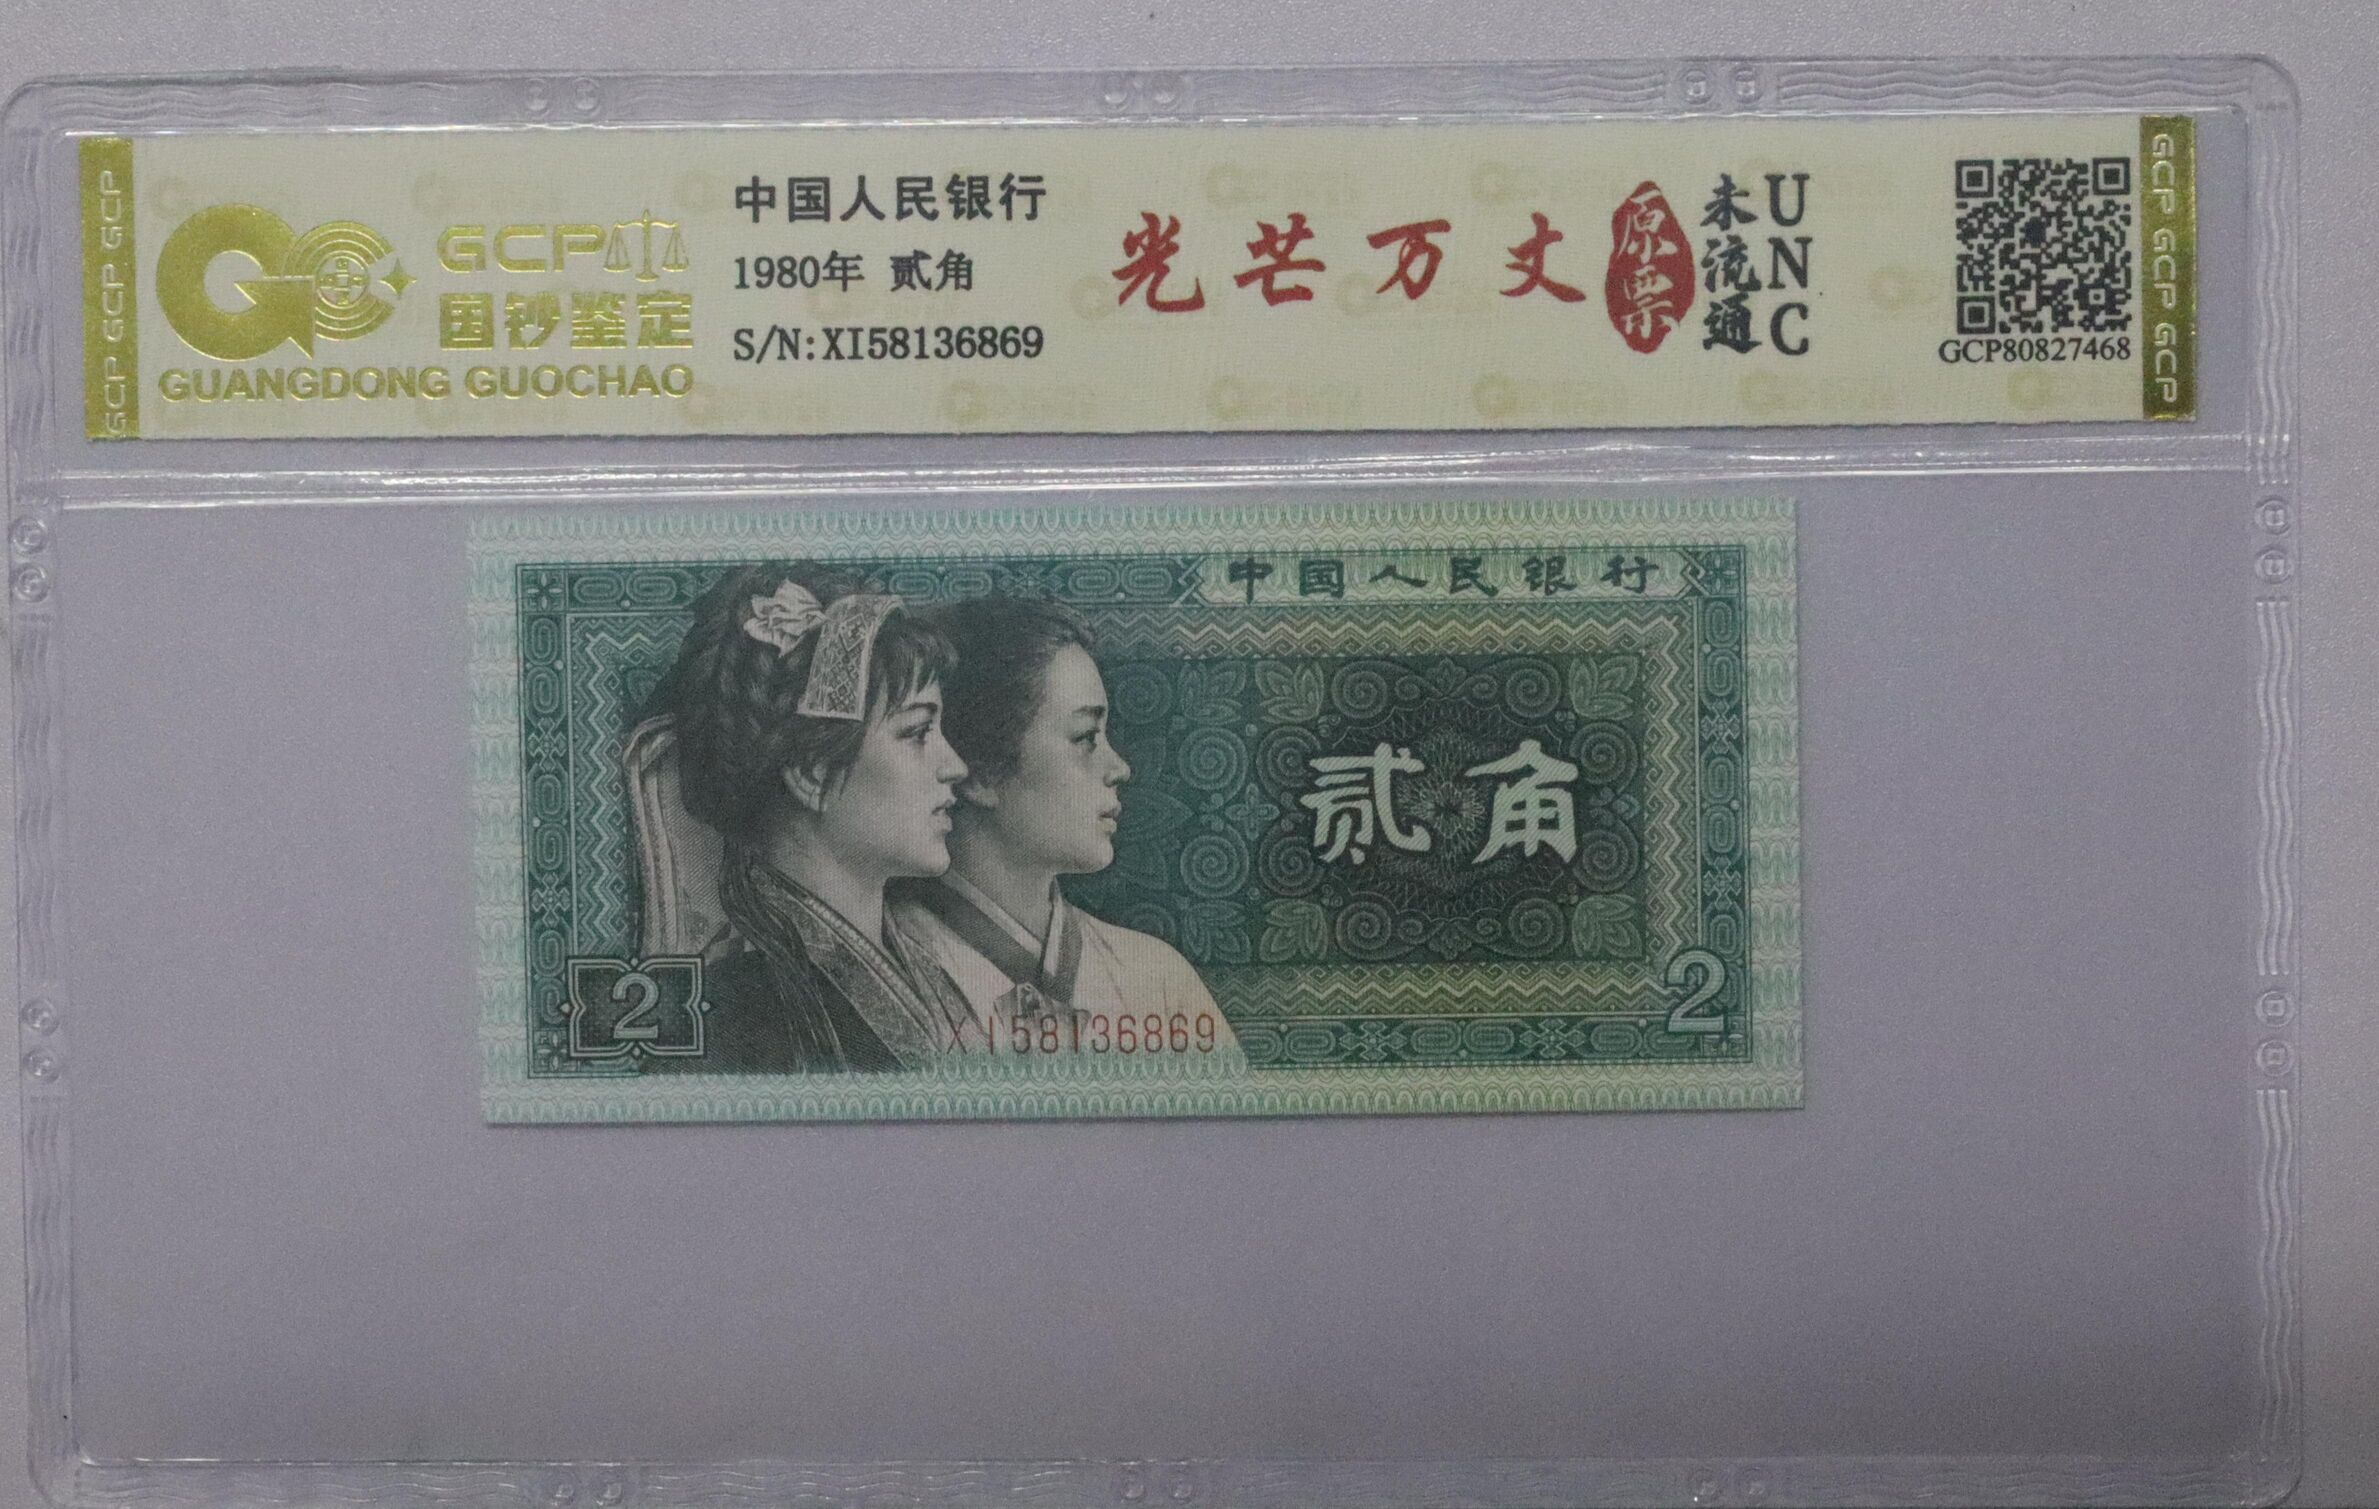 GCP GCP GCP
GCP
国钞鉴定
GUANGDONG GUOCHAO
中国人民银行
1980年 贰角
S/N:XI58136869
光芒万丈
原票
未流通
UNC
GCP80827468
GCP GCP GCP
中国人民银行
贰角
2
XI58136869
2